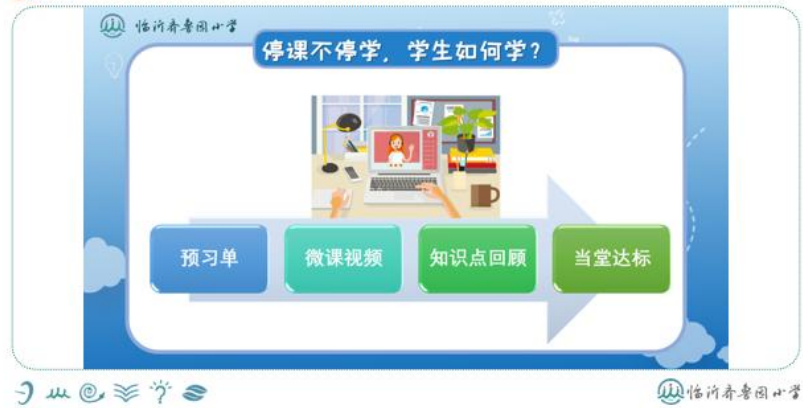 临沂齐鲁园小学
停课不停学，学生如何学？
预习单
微课视频
知识点回顾
当堂达标
临沂齐鲁园小学